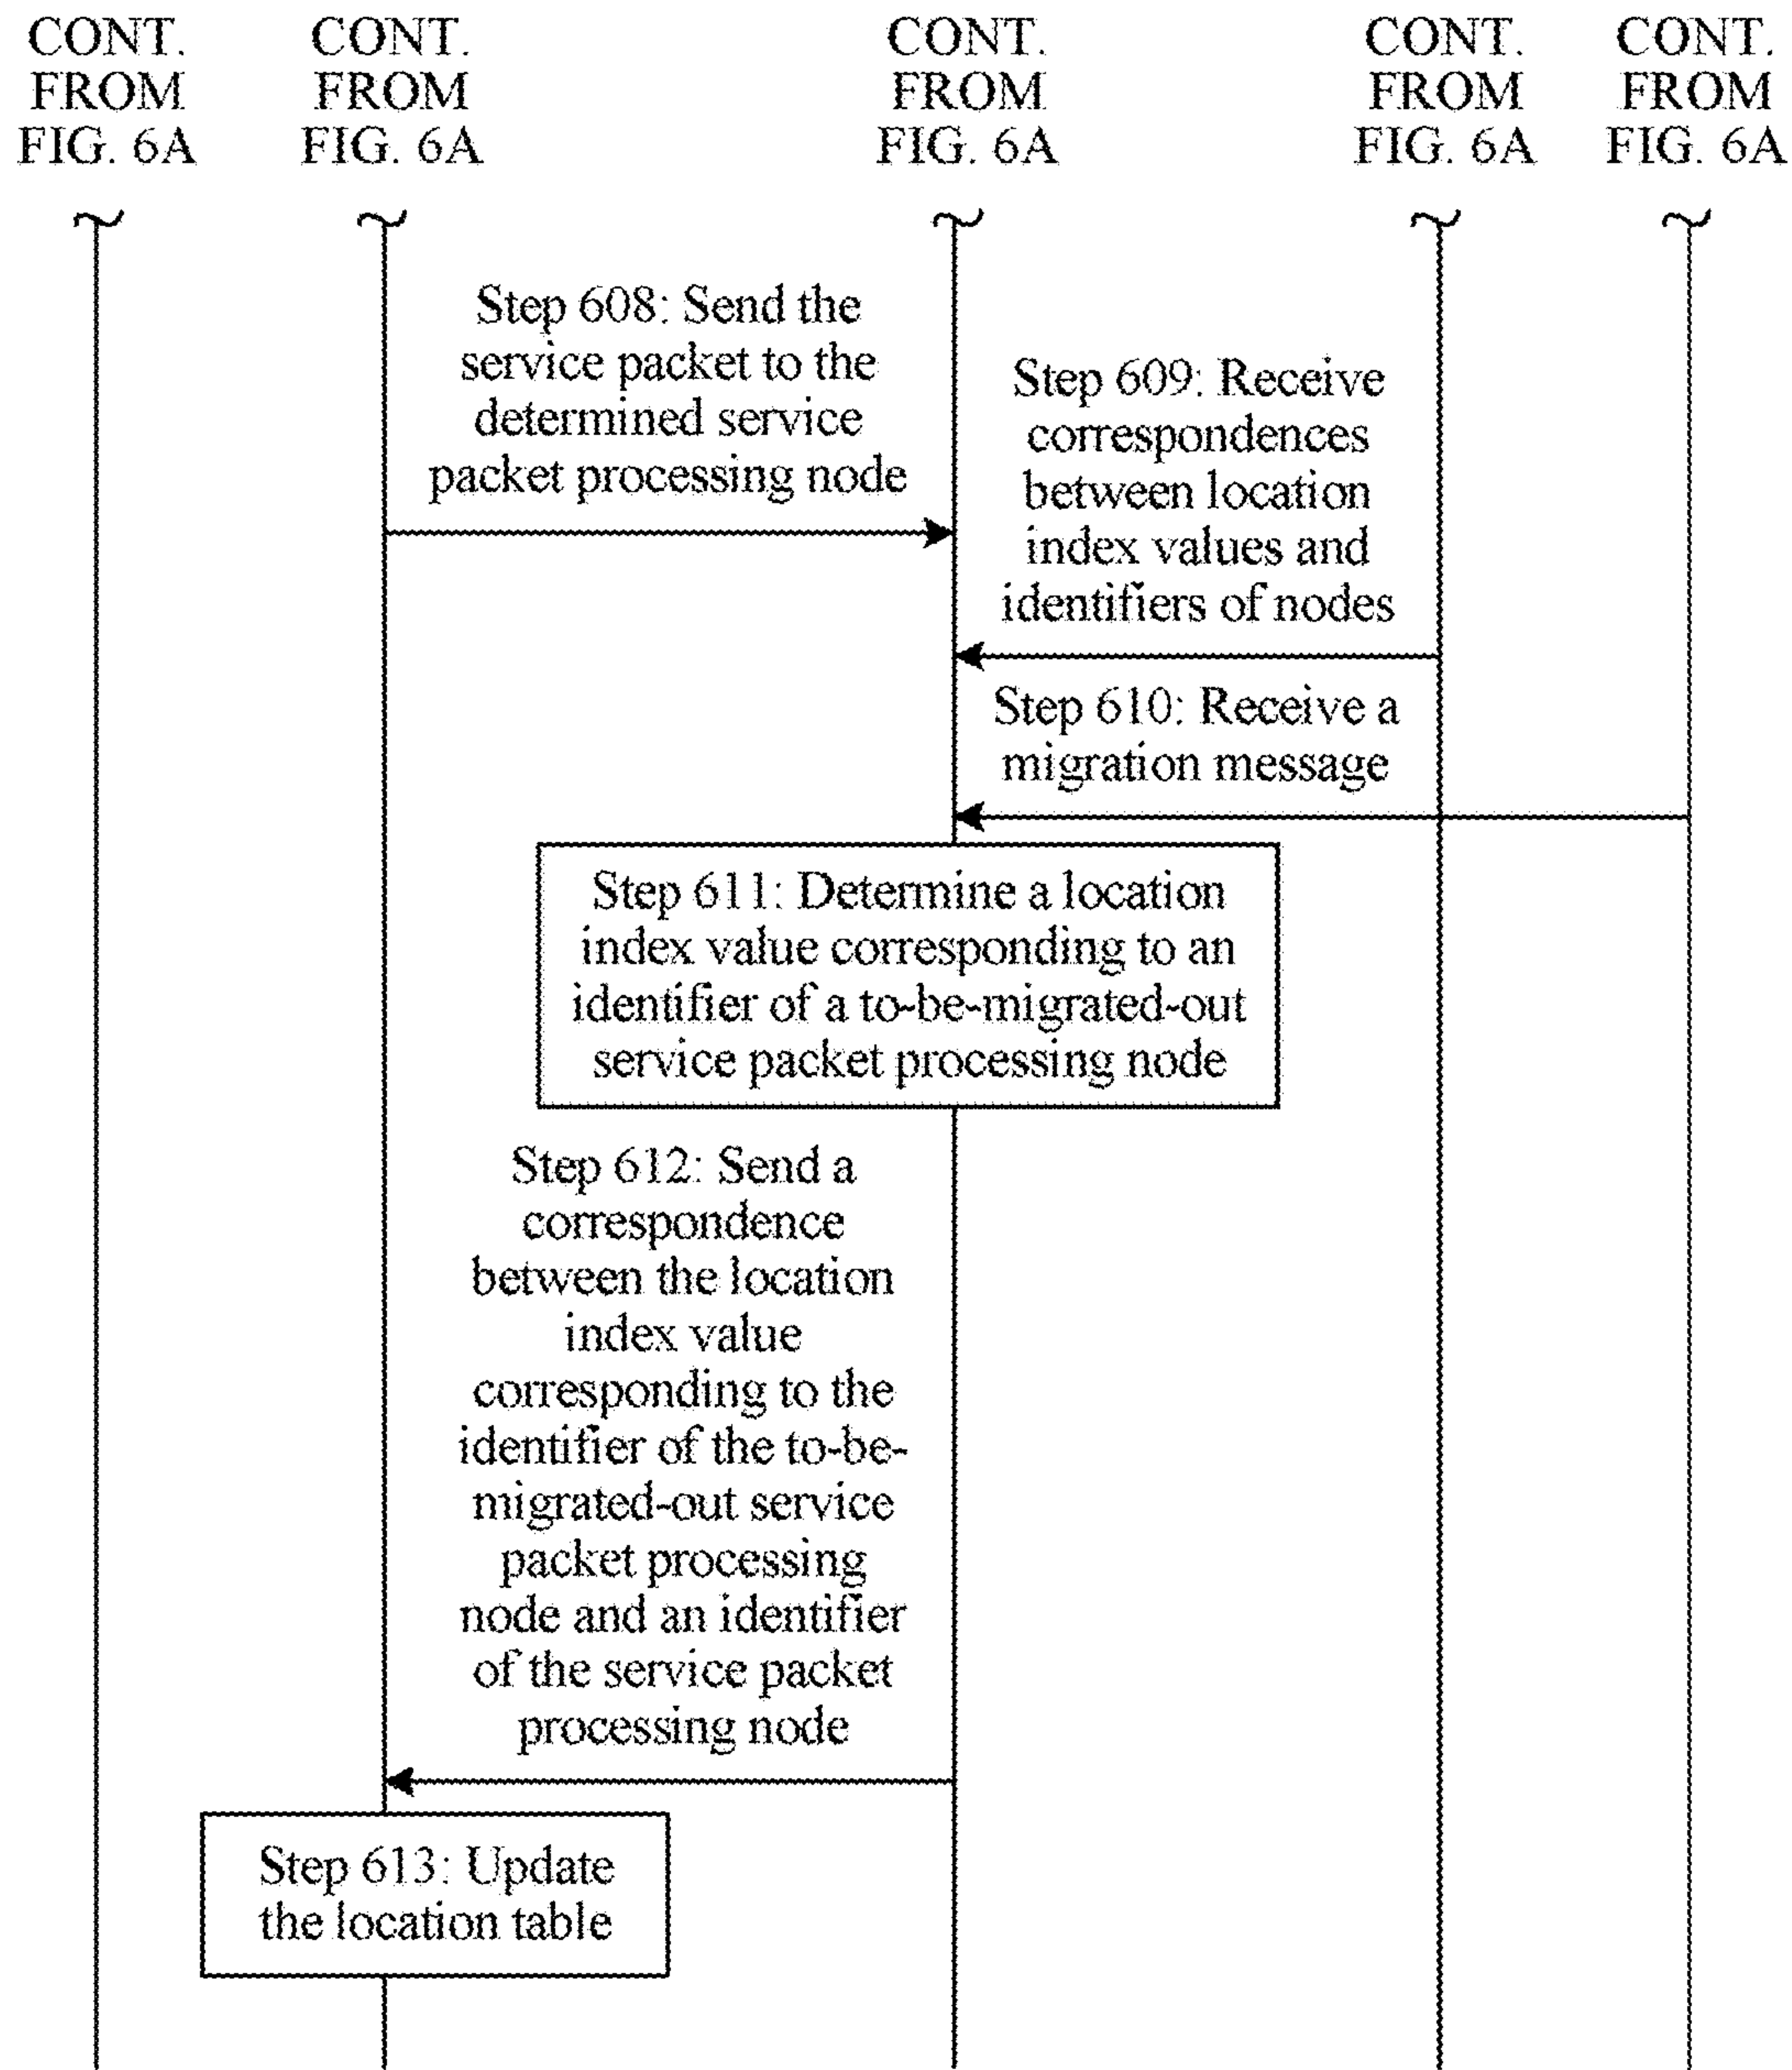 CONT.
FROM
FIG. 6A
CONT.
FROM
FIG. 6A
CONT.
FROM
FIG. 6A
CONT.
FROM
FIG. 6A
CONT.
FROM
FIG. 6A
Step 608: Send the
service packet to the
determined service
packet processing node
Step 609: Receive
correspondences
between location
index values and
identifiers of nodes
Step 610: Receive a
migration message
Step 611: Determine a location
index value corresponding to an
identifier of a to-be-migrated-out
service packet processing node
Step 612: Send a
correspondence
between the location
index value
corresponding to the
identifier of the to-be-
migrated-out service
packet processing
node and an identifier
of the service packet
processing node
Step 613: Update
the location table